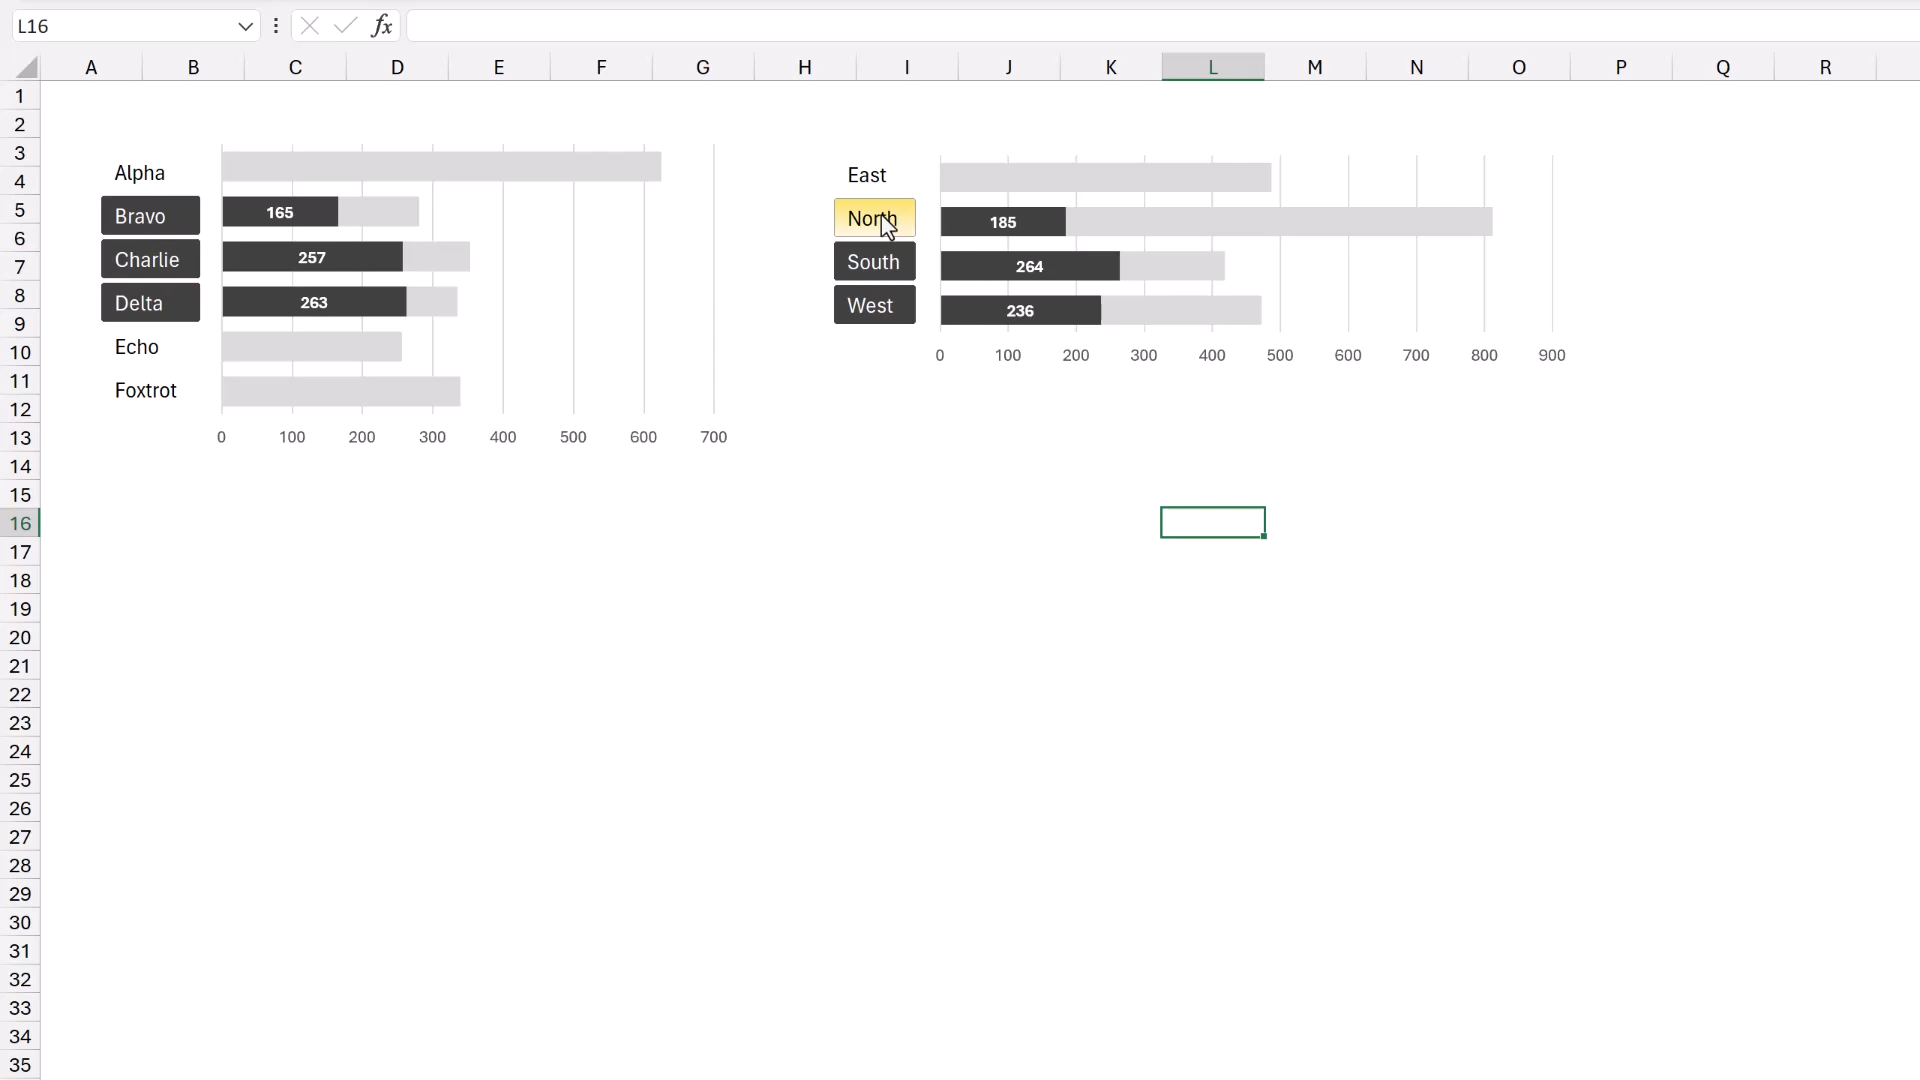 L16
fx
A B C D E F G H I J K L M N O P Q R
1
2
3
4
5
6
7
8
9
10
11
12
13
14
15
16
17
18
19
20
21
22
23
24
25
26
27
28
29
30
31
32
33
34
35
Alpha
Bravo 165
Charlie 257
Delta 263
Echo
Foxtrot
0 100 200 300 400 500 600 700
East
North 185
South 264
West 236
0 100 200 300 400 500 600 700 800 900